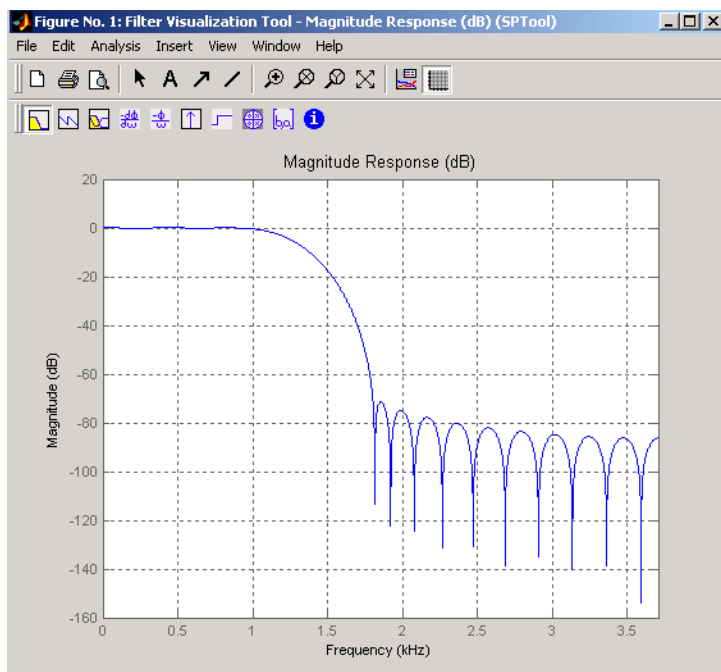 Figure No. 1: Filter Visualization Tool - Magnitude Response (dB) (SPTool)
File Edit Analysis Insert View Window Help
A
[b,a]
i
Magnitude Response (dB)
20
0
-20
-40
-60
-80
-100
-120
-140
-160
Magnitude (dB)
0 0.5 1 1.5 2 2.5 3 3.5
Frequency (kHz)